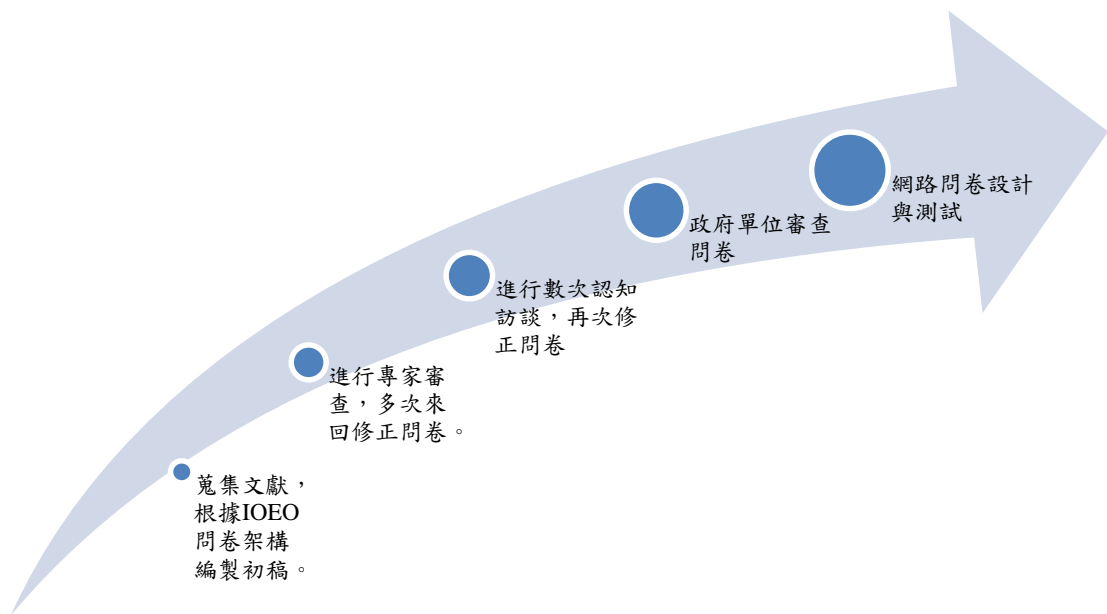 蒐集文獻，
根據IOEO
問卷架構
編製初稿。
進行專家審
查，多次來
回修正問卷。
進行數次認知
訪談，再次修
正問卷
政府單位審查
問卷
網路問卷設計
與測試